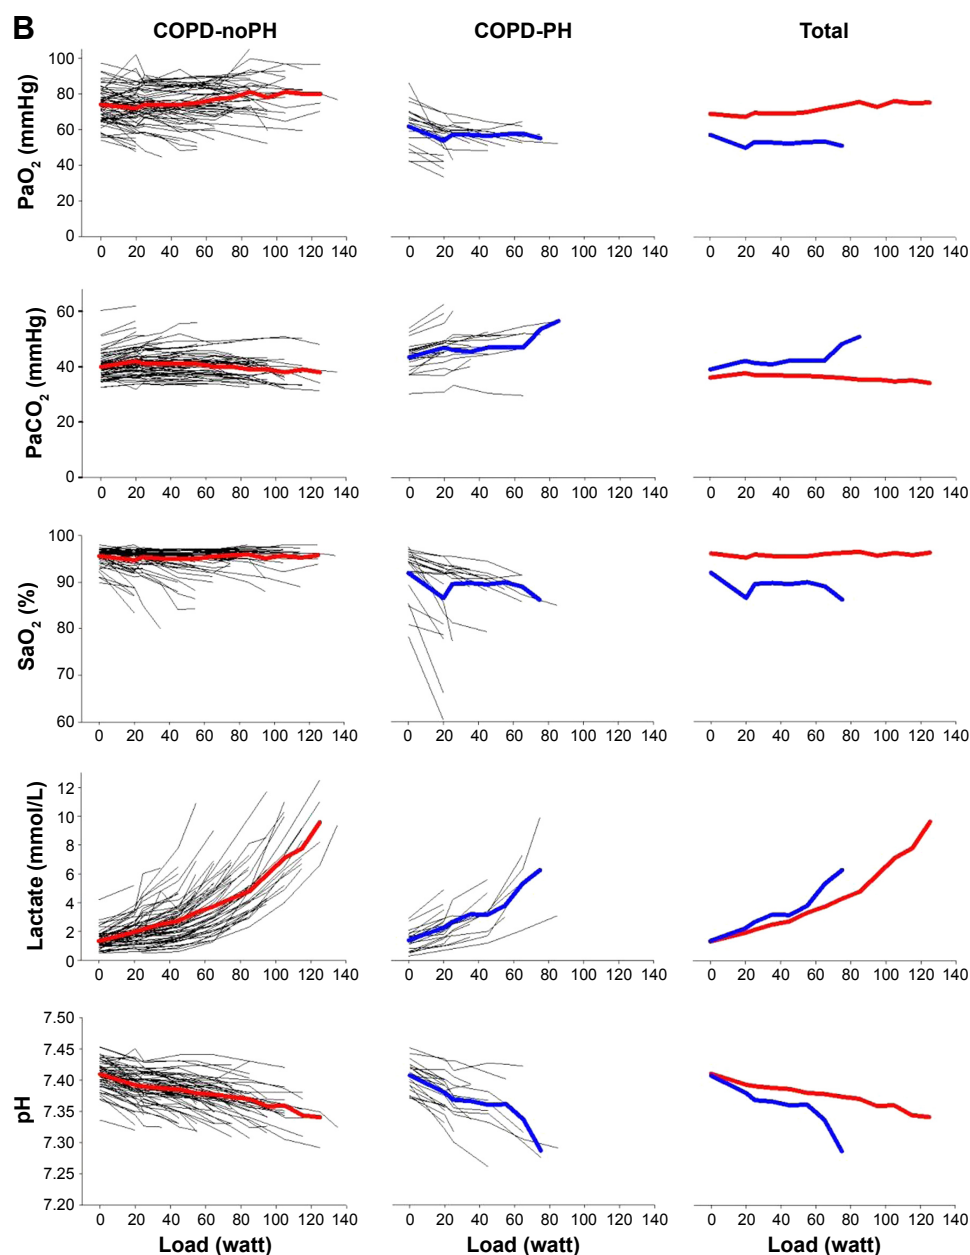 B
COPD-noPH COPD-PH Total
PaO2 (mmHg)
100
80
60
40
20
0
0 20 40 60 80 100 120 140
0 20 40 60 80 100 120 140
0 20 40 60 80 100 120 140
PaCO2 (mmHg)
60
40
20
0
0 20 40 60 80 100 120 140
0 20 40 60 80 100 120 140
0 20 40 60 80 100 120 140
SaO2 (%)
100
90
80
70
60
0 20 40 60 80 100 120 140
0 20 40 60 80 100 120 140
0 20 40 60 80 100 120 140
Lactate (mmol/L)
12
10
8
6
4
2
0
0 20 40 60 80 100 120 140
0 20 40 60 80 100 120 140
0 20 40 60 80 100 120 140
pH
7.50
7.45
7.40
7.35
7.30
7.25
7.20
0 20 40 60 80 100 120 140
0 20 40 60 80 100 120 140
0 20 40 60 80 100 120 140
Load (watt) Load (watt) Load (watt)